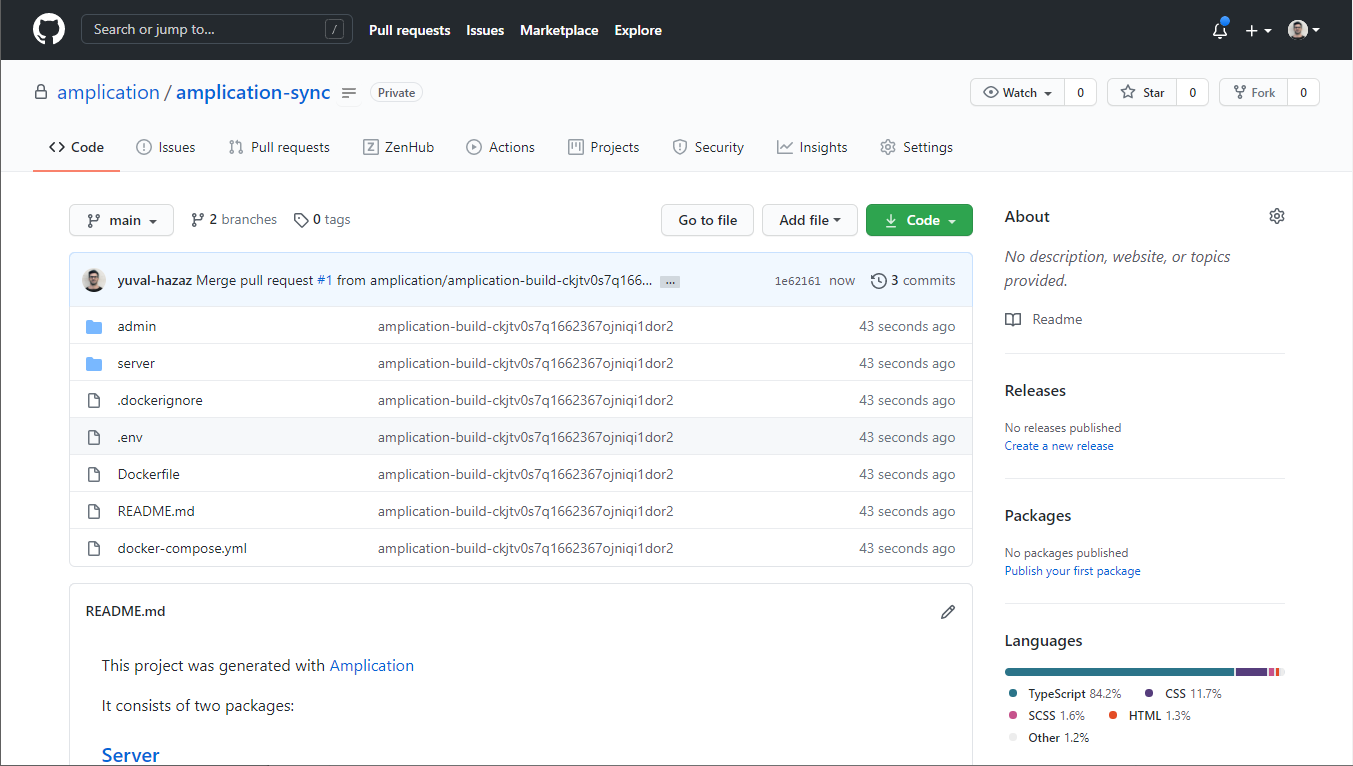 Search or jump to... / Pull requests Issues Marketplace Explore
amplication / amplication-sync Private Watch 0 Star 0 Fork 0
Code Issues Pull requests ZenHub Actions Projects Security Insights Settings
main 2 branches 0 tags Go to file Add file Code
yuval-hazaz Merge pull request #1 from amplication/amplication-build-ckjtv0s7q166... ... 1e62161 now 3 commits
admin amplication-build-ckjtv0s7q1662367ojniqi1dor2 43 seconds ago
server amplication-build-ckjtv0s7q1662367ojniqi1dor2 43 seconds ago
.dockerignore amplication-build-ckjtv0s7q1662367ojniqi1dor2 43 seconds ago
.env amplication-build-ckjtv0s7q1662367ojniqi1dor2 43 seconds ago
Dockerfile amplication-build-ckjtv0s7q1662367ojniqi1dor2 43 seconds ago
README.md amplication-build-ckjtv0s7q1662367ojniqi1dor2 43 seconds ago
docker-compose.yml amplication-build-ckjtv0s7q1662367ojniqi1dor2 43 seconds ago
README.md
This project was generated with Amplication
It consists of two packages:
Server
About
No description, website, or topics
provided.
Readme
Releases
No releases published
Create a new release
Packages
No packages published
Publish your first package
Languages
TypeScript 84.2% CSS 11.7%
SCSS 1.6% HTML 1.3%
Other 1.2%